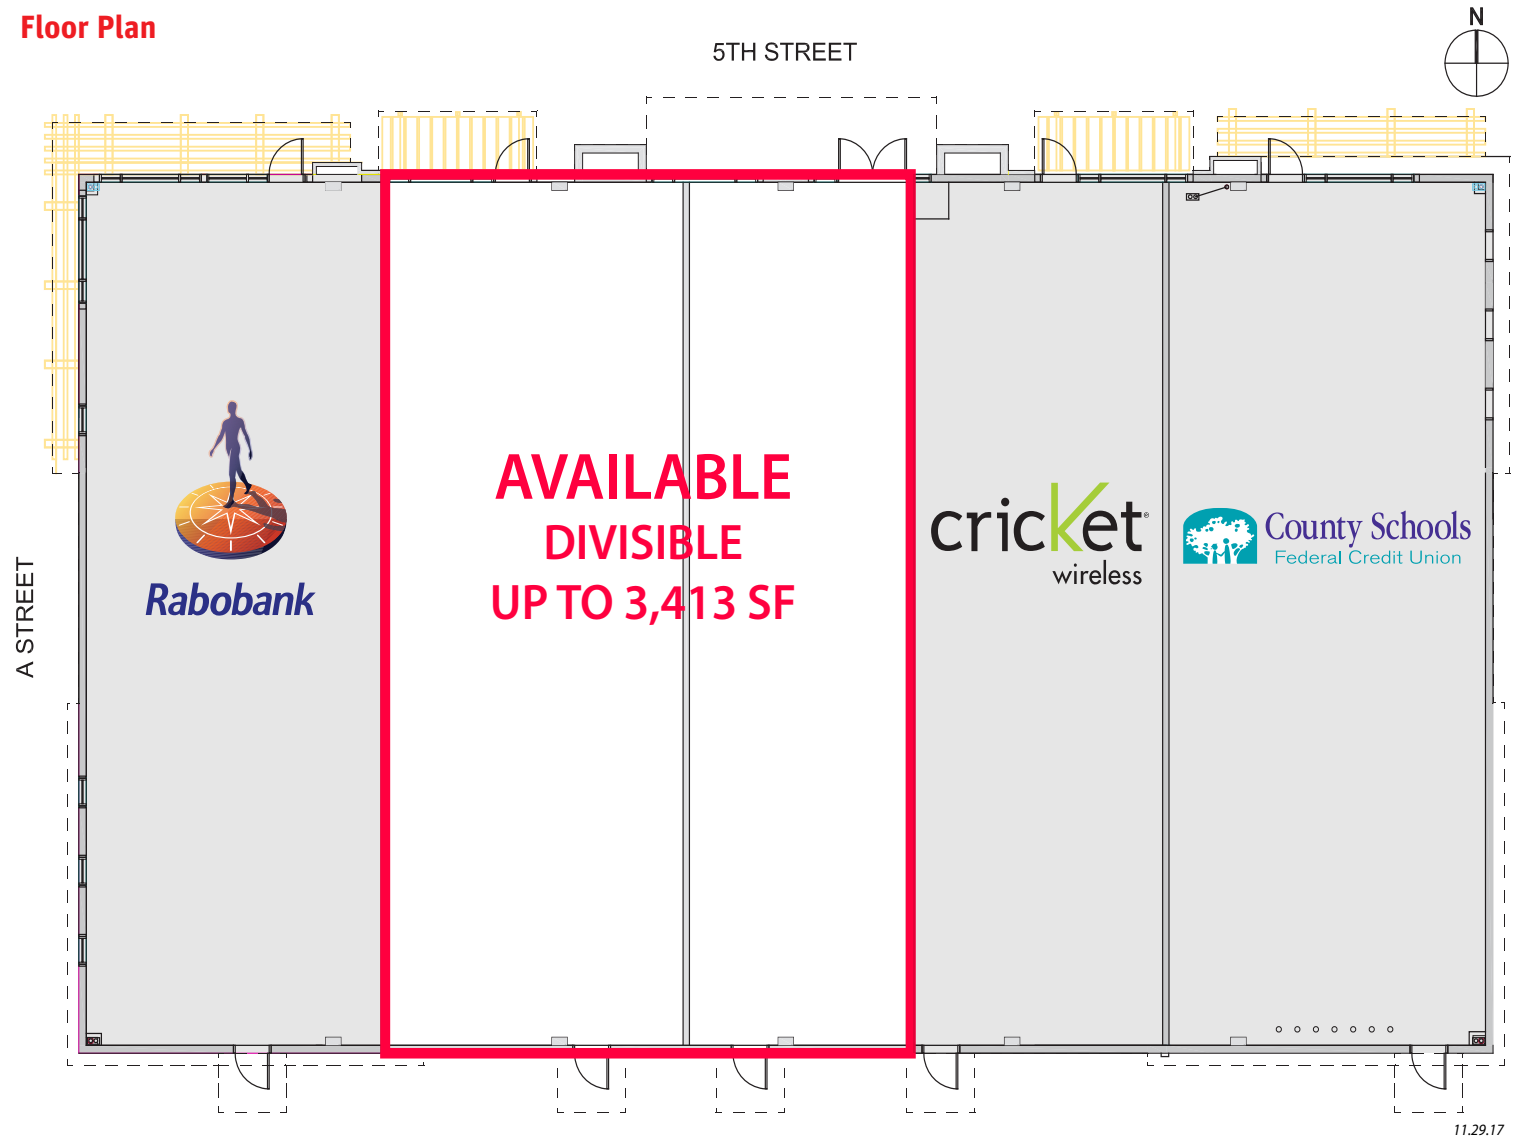 Floor Plan
N
5TH STREET
A STREET
Rabobank
AVAILABLE
DIVISIBLE
UP TO 3,413 SF
cricket®
wireless
County Schools
Federal Credit Union
11.29.17